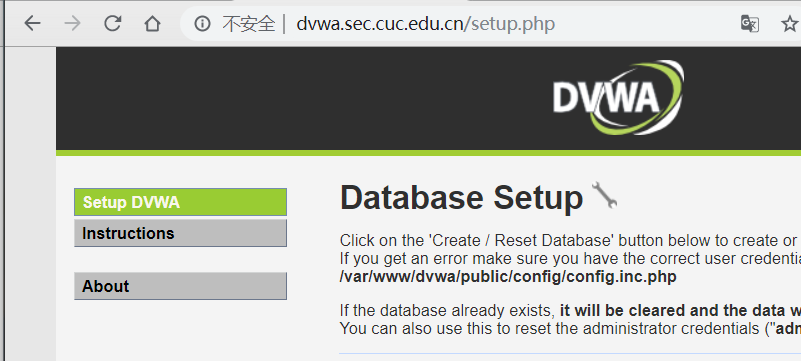 不安全 | dvwa.sec.cuc.edu.cn/setup.php
DVWA
Setup DVWA
Instructions
About
Database Setup
Click on the 'Create / Reset Database' button below to create or
If you get an error make sure you have the correct user
/var/www/dvwa/public/config/config.inc.php
If the database already exists, it will be cleared and the data
You can also use this to reset the administrator credentials ("